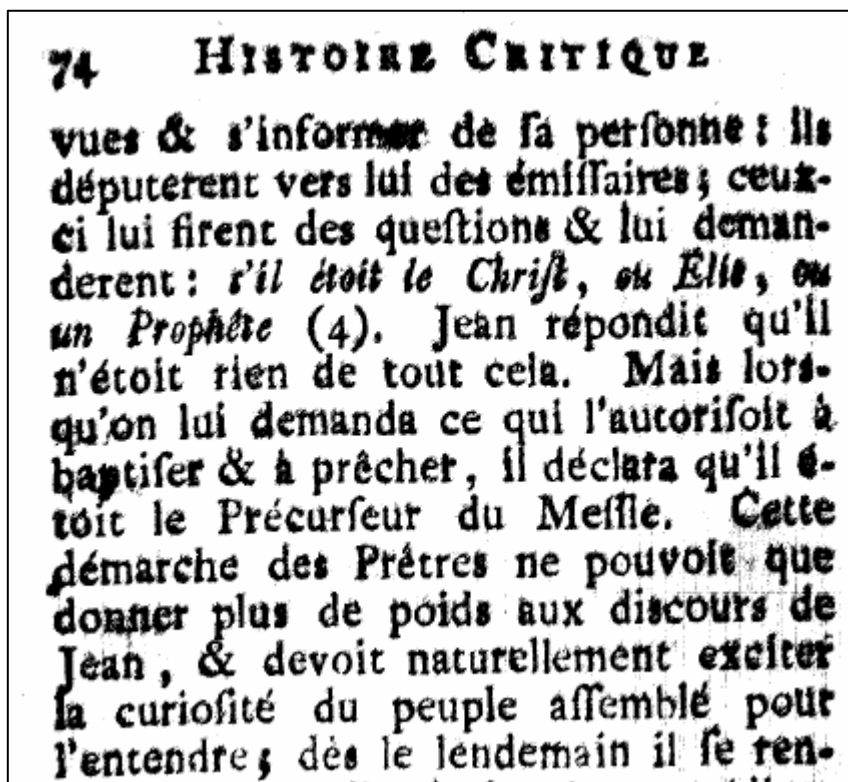 74 HISTOIRE CRITIQUE
vues & s'informer de ſa perſonne : ils
députerent vers lui des émiſſaires ; ceux-
ci lui firent des queſtions & lui deman-
derent : s'il étoit le Chriſt, ou Élie, ou
un Prophête (4). Jean répondit qu'il
n'étoit rien de tout cela. Mais lors-
qu'on lui demanda ce qui l'autoriſoit à
baptiſer & à prêcher, il déclara qu'il é-
toit le Précurſeur du Meſſie. Cette
démarche des Prêtres ne pouvoit que
donner plus de poids aux diſcours de
Jean, & devoit naturellement exciter
la curioſité du peuple aſſemblé pour
l'entendre ; dès le lendemain il ſe ren-